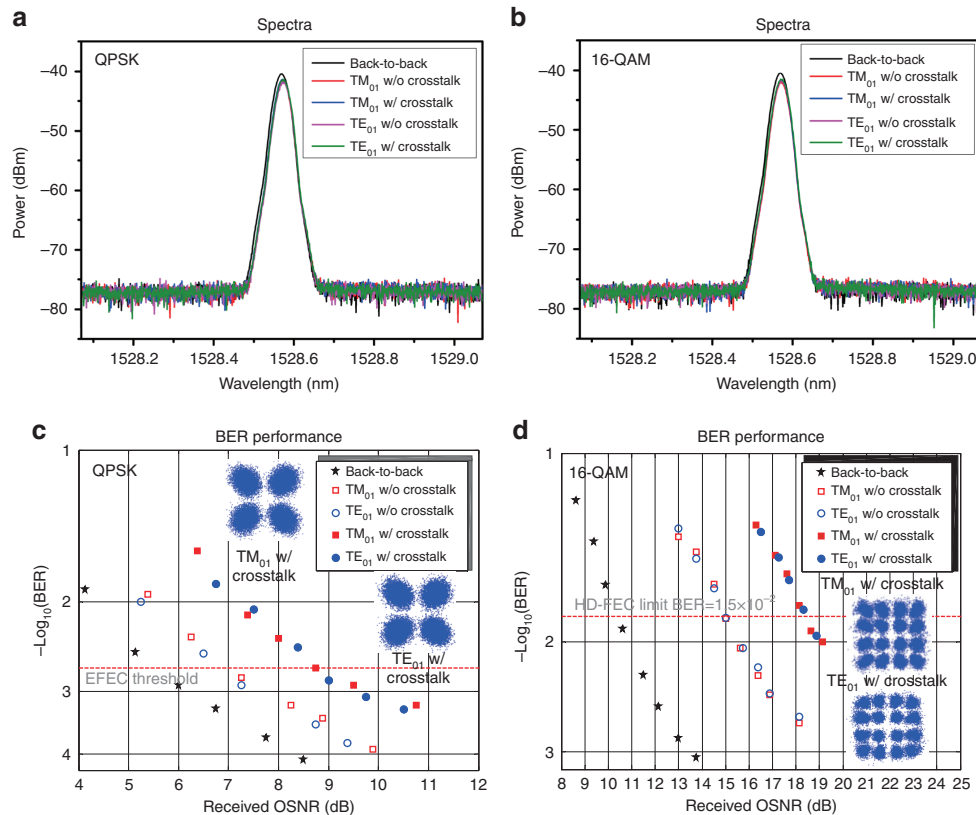 a
Spectra
QPSK
Back-to-back
TM01 w/o crosstalk
TM01 w/ crosstalk
TE01 w/o crosstalk
TE01 w/ crosstalk
Power (dBm)
−40
−50
−60
−70
−80
1528.2 1528.4 1528.6 1528.8 1529.0
Wavelength (nm)
b
Spectra
16-QAM
Back-to-back
TM01 w/o crosstalk
TM01 w/ crosstalk
TE01 w/o crosstalk
TE01 w/ crosstalk
Power (dBm)
−40
−50
−60
−70
−80
1528.2 1528.4 1528.6 1528.8 1529.0
Wavelength (nm)
c
BER performance
QPSK
Back-to-back
TM01 w/o crosstalk
TE01 w/o crosstalk
TM01 w/ crosstalk
TE01 w/ crosstalk
TM01 w/
crosstalk
TE01 w/
crosstalk
EFEC threshold
−Log10(BER)
1
2
3
4
4 5 6 7 8 9 10 11 12
Received OSNR (dB)
d
BER performance
16-QAM
Back-to-back
TM01 w/o crosstalk
TE01 w/o crosstalk
TM01 w/ crosstalk
TE01 w/ crosstalk
TM01 w/ crosstalk
HD-FEC limit BER=1.5×10−2
TE01 w/ crosstalk
−Log10(BER)
1
2
3
8 9 10 11 12 13 14 15 16 17 18 19 20 21 22 23 24 25
Received OSNR (dB)